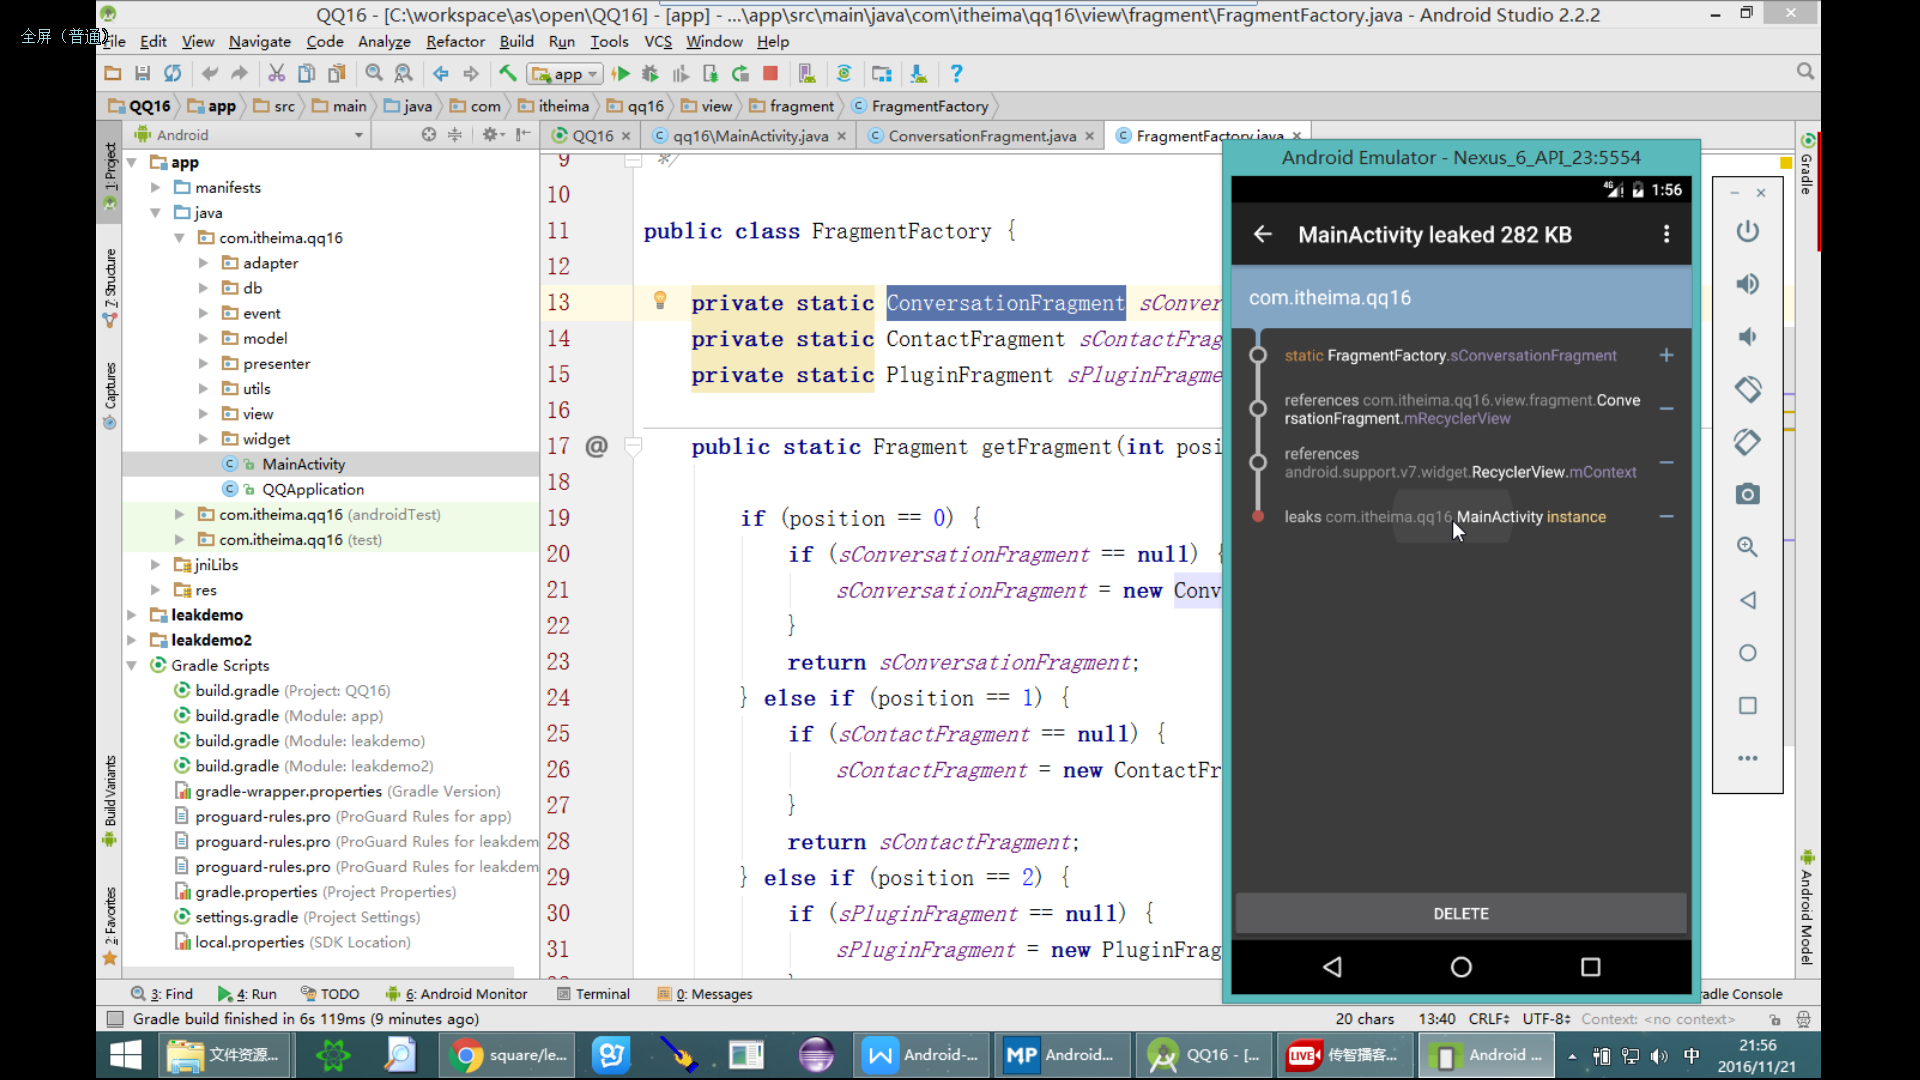 QQ16 - [C:\workspace\as\open\QQ16] - [app] - ...\app\src\main\java\com\itheima\qq16\view\fragment\FragmentFactory.java - Android Studio 2.2.2
全屏（普通）
File Edit View Navigate Code Analyze Refactor Build Run Tools VCS Window Help
app
QQ16 app src main java com itheima qq16 view fragment FragmentFactory
Android
QQ16 qq16\MainActivity.java ConversationFragment.java FragmentFactory.java
1: Project
7: Structure
Captures
Build Variants
2: Favorites
app
manifests
java
com.itheima.qq16
adapter
db
event
model
presenter
utils
view
widget
MainActivity
QQApplication
com.itheima.qq16 (androidTest)
com.itheima.qq16 (test)
jniLibs
res
leakdemo
leakdemo2
Gradle Scripts
build.gradle (Project: QQ16)
build.gradle (Module: app)
build.gradle (Module: leakdemo)
build.gradle (Module: leakdemo2)
gradle-wrapper.properties (Gradle Version)
proguard-rules.pro (ProGuard Rules for app)
proguard-rules.pro (ProGuard Rules for leakdem
proguard-rules.pro (ProGuard Rules for leakdem
gradle.properties (Project Properties)
settings.gradle (Project Settings)
local.properties (SDK Location)
9 */
10
11 public class FragmentFactory {
12
13 private static ConversationFragment sConver
14 private static ContactFragment sContactFrag
15 private static PluginFragment sPluginFragme
16
17 @ public static Fragment getFragment(int posi
18
19 if (position == 0) {
20 if (sConversationFragment == null) {
21 sConversationFragment = new Conv
22 }
23 return sConversationFragment;
24 } else if (position == 1) {
25 if (sContactFragment == null) {
26 sContactFragment = new ContactFr
27 }
28 return sContactFragment;
29 } else if (position == 2) {
30 if (sPluginFragment == null) {
31 sPluginFragment = new PluginFrag
Android Emulator - Nexus_6_API_23:5554
4G 1:56
MainActivity leaked 282 KB
com.itheima.qq16
static FragmentFactory.sConversationFragment
references com.itheima.qq16.view.fragment.Conve
rsationFragment.mRecyclerView
references
android.support.v7.widget.RecyclerView.mContext
leaks com.itheima.qq16.MainActivity instance
DELETE
Gradle
Android Model
3: Find 4: Run TODO 6: Android Monitor Terminal 0: Messages
radle Console
Gradle build finished in 6s 119ms (9 minutes ago)
20 chars 13:40 CRLF UTF-8 Context: <no context>
文件资源... square/le... Android-... MP Android... QQ16 - [... LIVE 传智播客... Android ... 中
21:56
2016/11/21